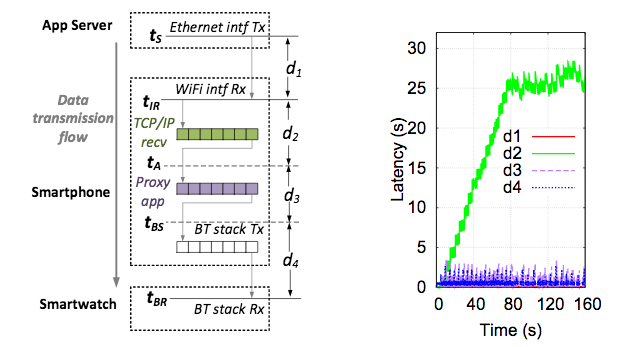 App Server
t_S
Ethernet intf Tx
d_1
WiFi intf Rx
t_IR
Data
transmission
flow
TCP/IP
recv
d_2
t_A
Smartphone
Proxy
app
d_3
t_BS
BT stack Tx
d_4
Smartwatch
t_BR
BT stack Rx
Latency (s)
30
25
20
15
10
5
0
d1
d2
d3
d4
0 40 80 120 160
Time (s)